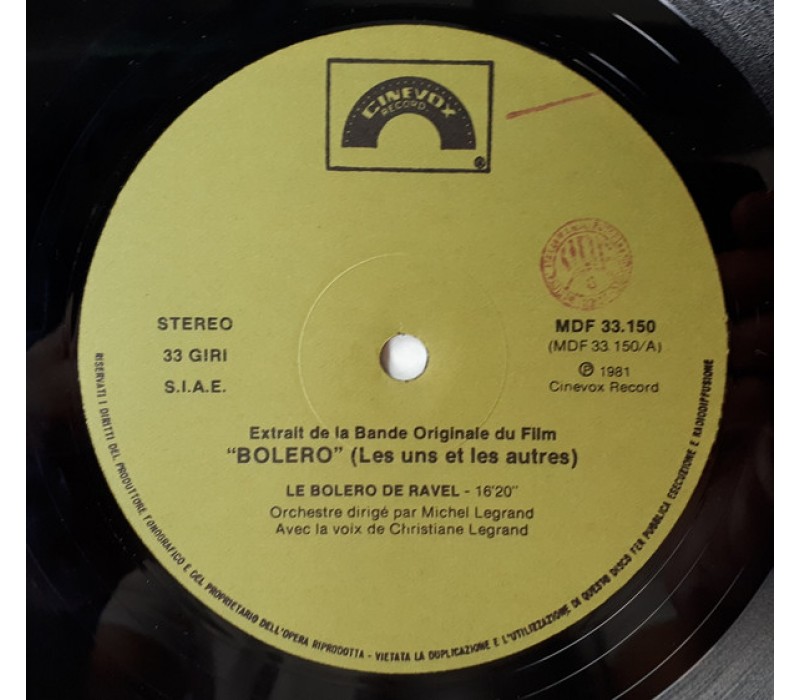 CINEVOX
RECORD
®
STEREO
33 GIRI
S.I.A.E.
MDF 33.150
(MDF 33.150/A)
℗ 1981
Cinevox Record
Extrait de la Bande Originale du Film
“BOLERO” (Les uns et les autres)
LE BOLERO DE RAVEL - 16'20"
Orchestre dirigé par Michel Legrand
Avec la voix de Christiane Legrand
RISERVATI I DIRITTI DEL PRODUTTORE FONOGRAFICO E DEL PROPRIETARIO DELL'OPERA RIPRODOTTA - VIETATA LA DUPLICAZIONE E L'UTILIZZAZIONE DI QUESTO DISCO PER PUBBLICA ESECUZIONE E RADIODIFFUSIONE